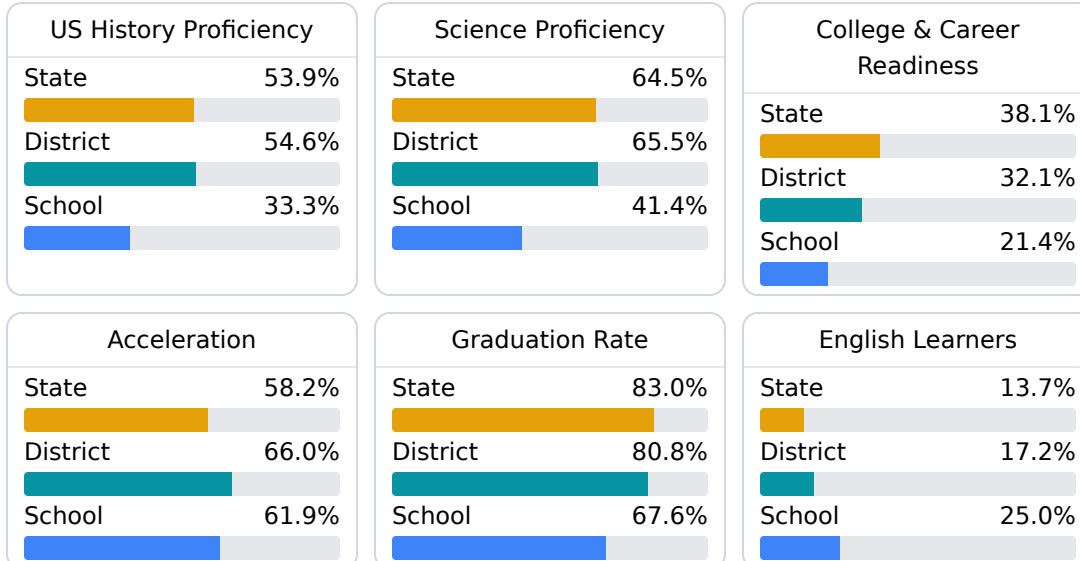 US History Proficiency
State 53.9%
District 54.6%
School 33.3%
Science Proficiency
State 64.5%
District 65.5%
School 41.4%
College & Career
Readiness
State 38.1%
District 32.1%
School 21.4%
Acceleration
State 58.2%
District 66.0%
School 61.9%
Graduation Rate
State 83.0%
District 80.8%
School 67.6%
English Learners
State 13.7%
District 17.2%
School 25.0%